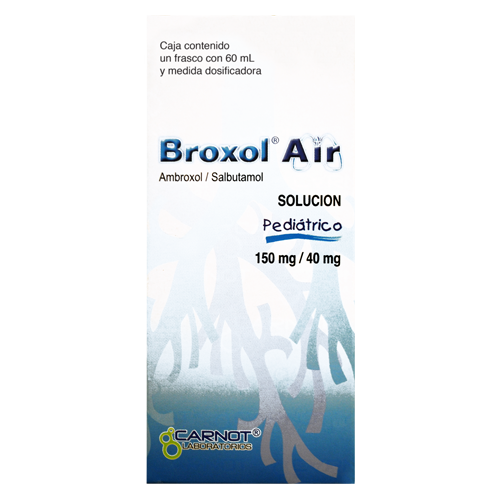 Caja contenido
un frasco con 60 mL
y medida dosificadora
Broxol® Air
Ambroxol / Salbutamol
SOLUCION
Pediátrico
150 mg / 40 mg
CARNOT®
LABORATORIOS